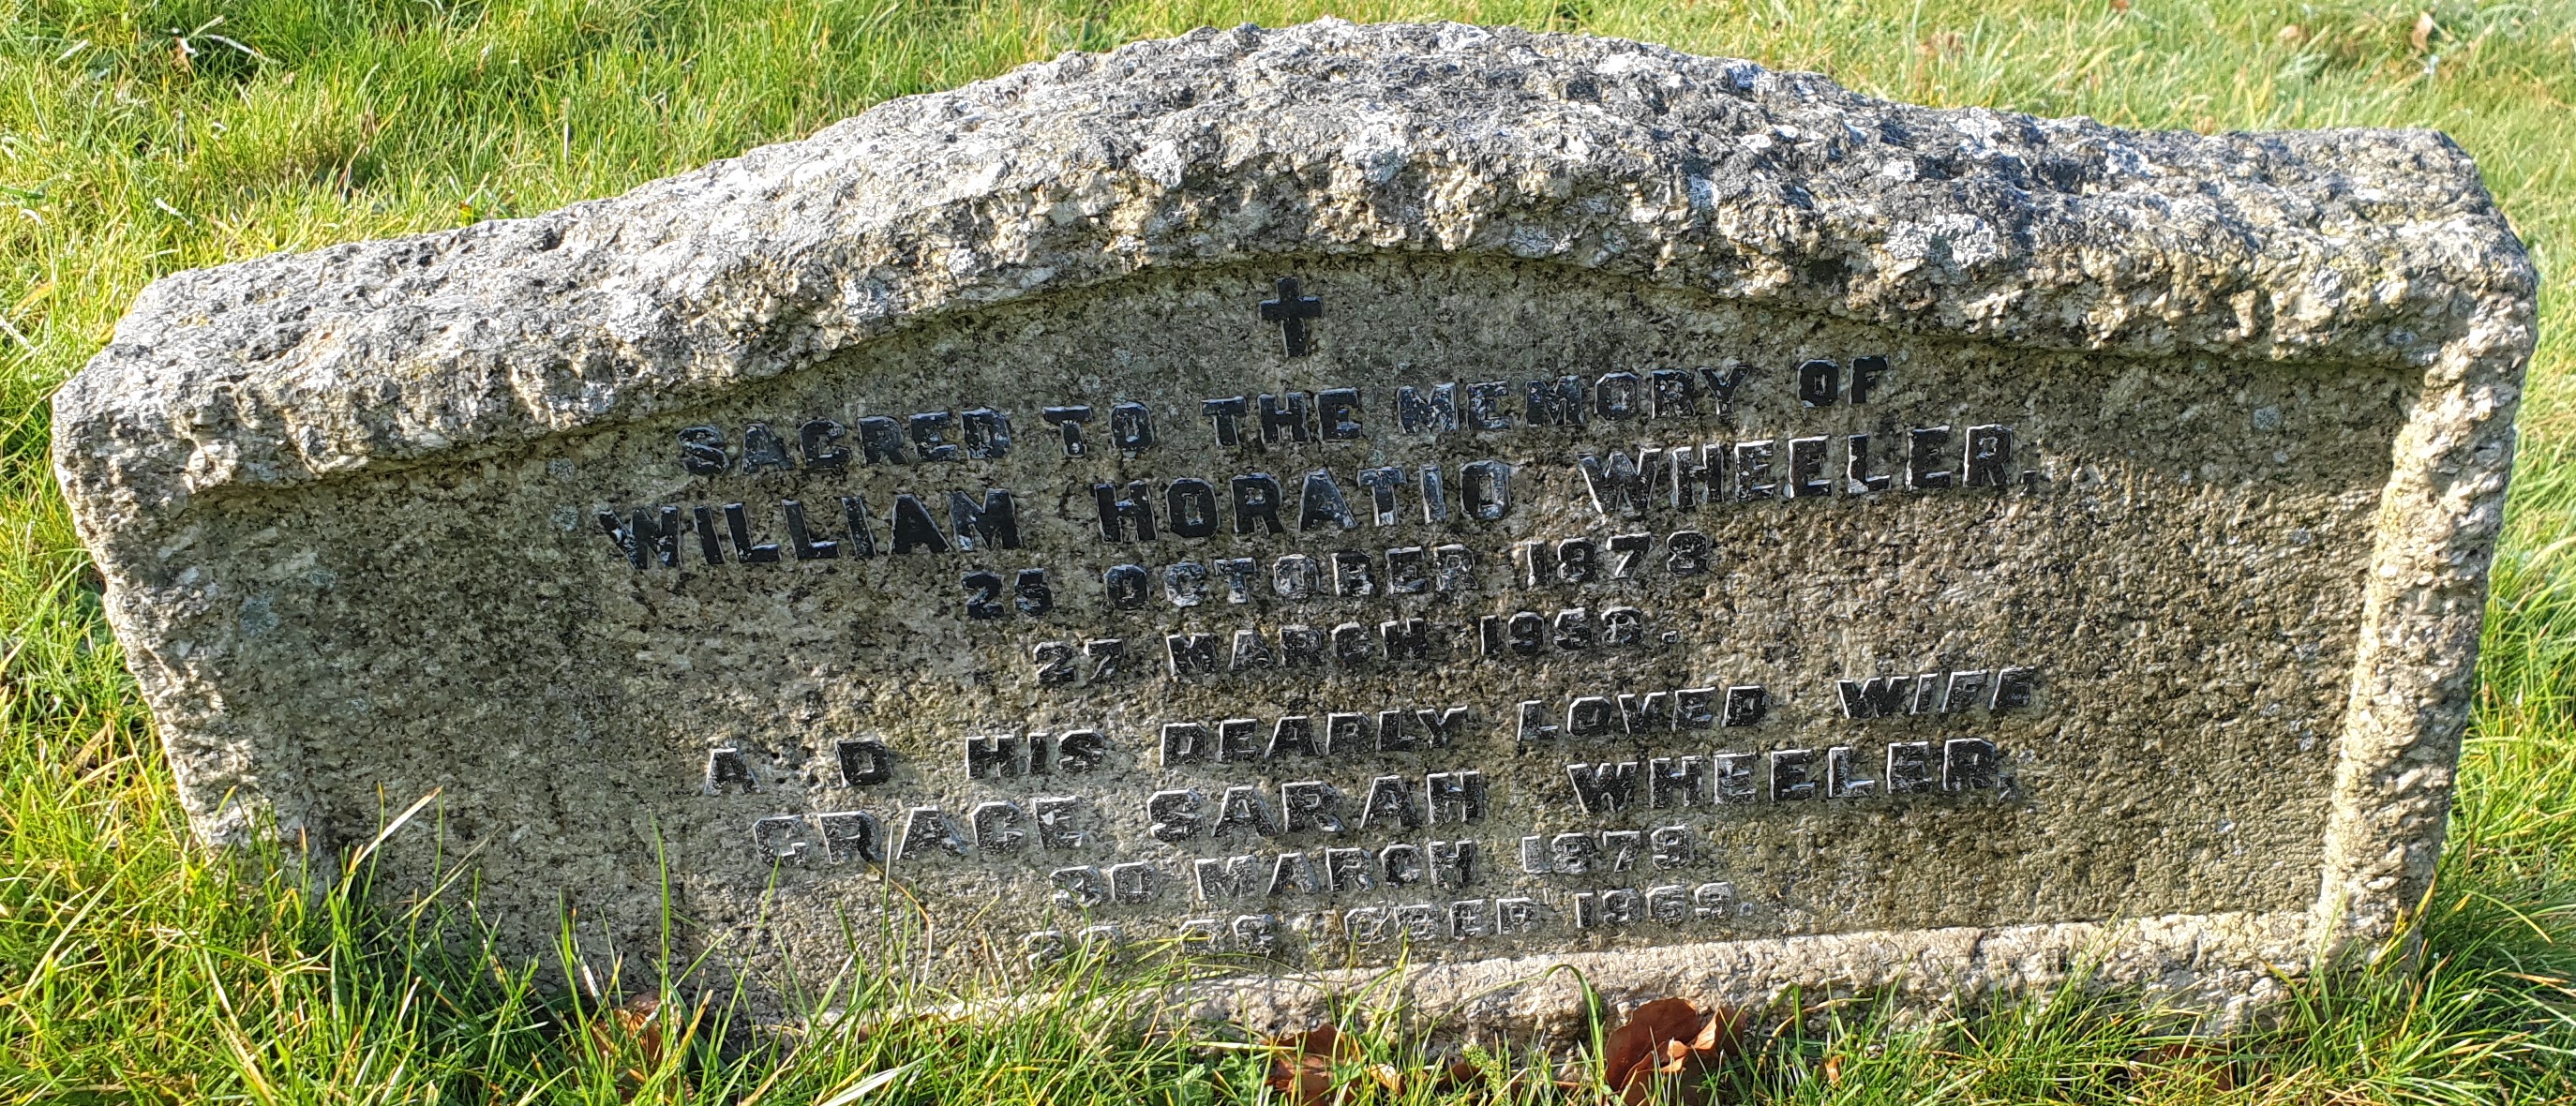 SACRED TO THE MEMORY OF
WILLIAM HORATIO WHEELER.
25 OCTOBER 1878
27 MARCH 1958.
A D HIS DEARLY LOVED WIFE
GRACE SARAH WHEELER,
30 MARCH 1879
1969.